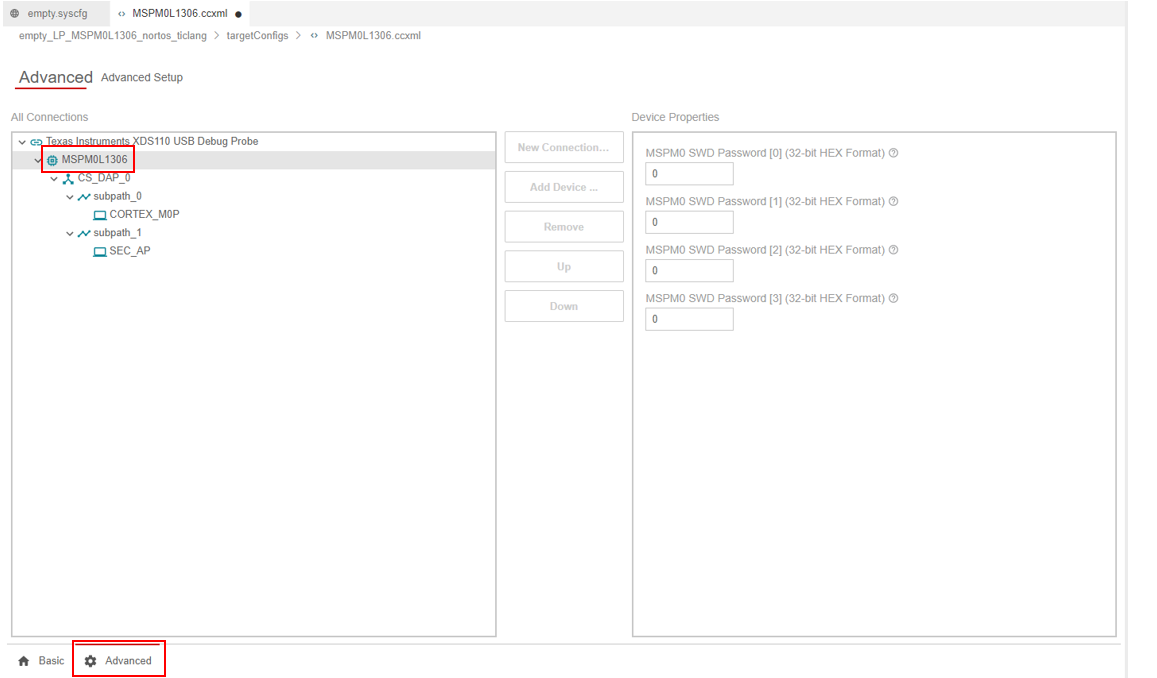 empty.syscfg
MSPM0L1306.ccxml
empty_LP_MSPM0L1306_nortos_ticlang > targetConfigs > MSPM0L1306.ccxml
Advanced Advanced Setup
All Connections
Texas Instruments XDS110 USB Debug Probe
MSPM0L1306
CS_DAP_0
subpath_0
CORTEX_M0P
subpath_1
SEC_AP
New Connection...
Add Device ...
Remove
Up
Down
Device Properties
MSPM0 SWD Password [0] (32-bit HEX Format)
0
MSPM0 SWD Password [1] (32-bit HEX Format)
0
MSPM0 SWD Password [2] (32-bit HEX Format)
0
MSPM0 SWD Password [3] (32-bit HEX Format)
0
Basic
Advanced